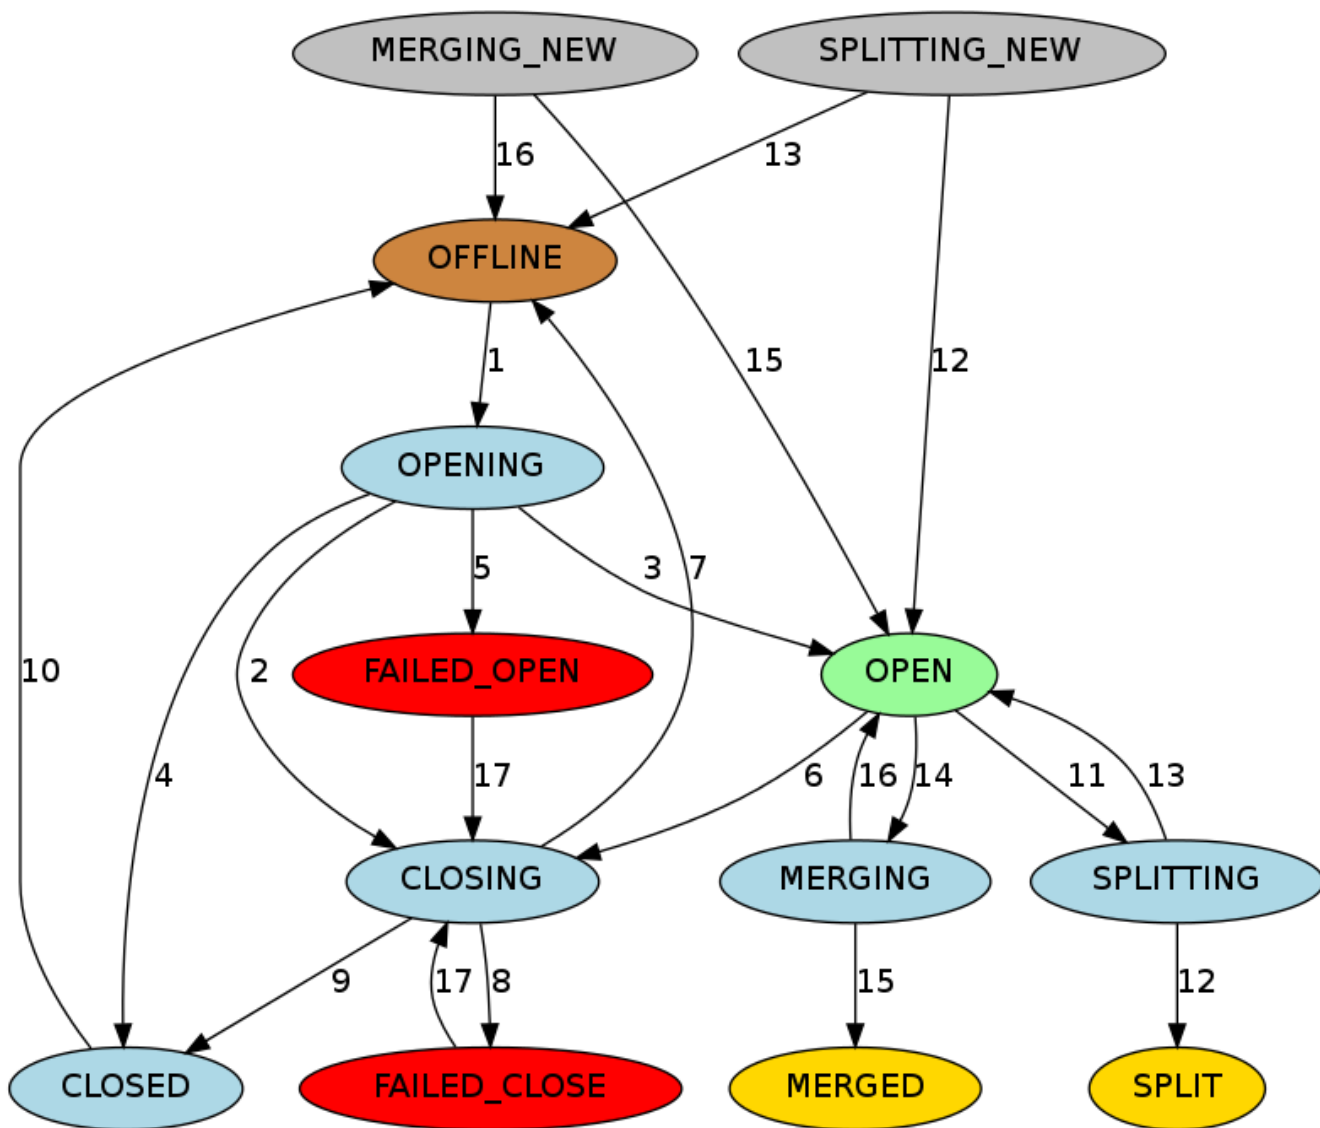 MERGING_NEW
SPLITTING_NEW
16
13
OFFLINE
1
15
12
OPENING
5
3
7
10
2
FAILED_OPEN
OPEN
4
17
6
16
14
11
13
CLOSING
MERGING
SPLITTING
9
17
8
15
12
CLOSED
FAILED_CLOSE
MERGED
SPLIT